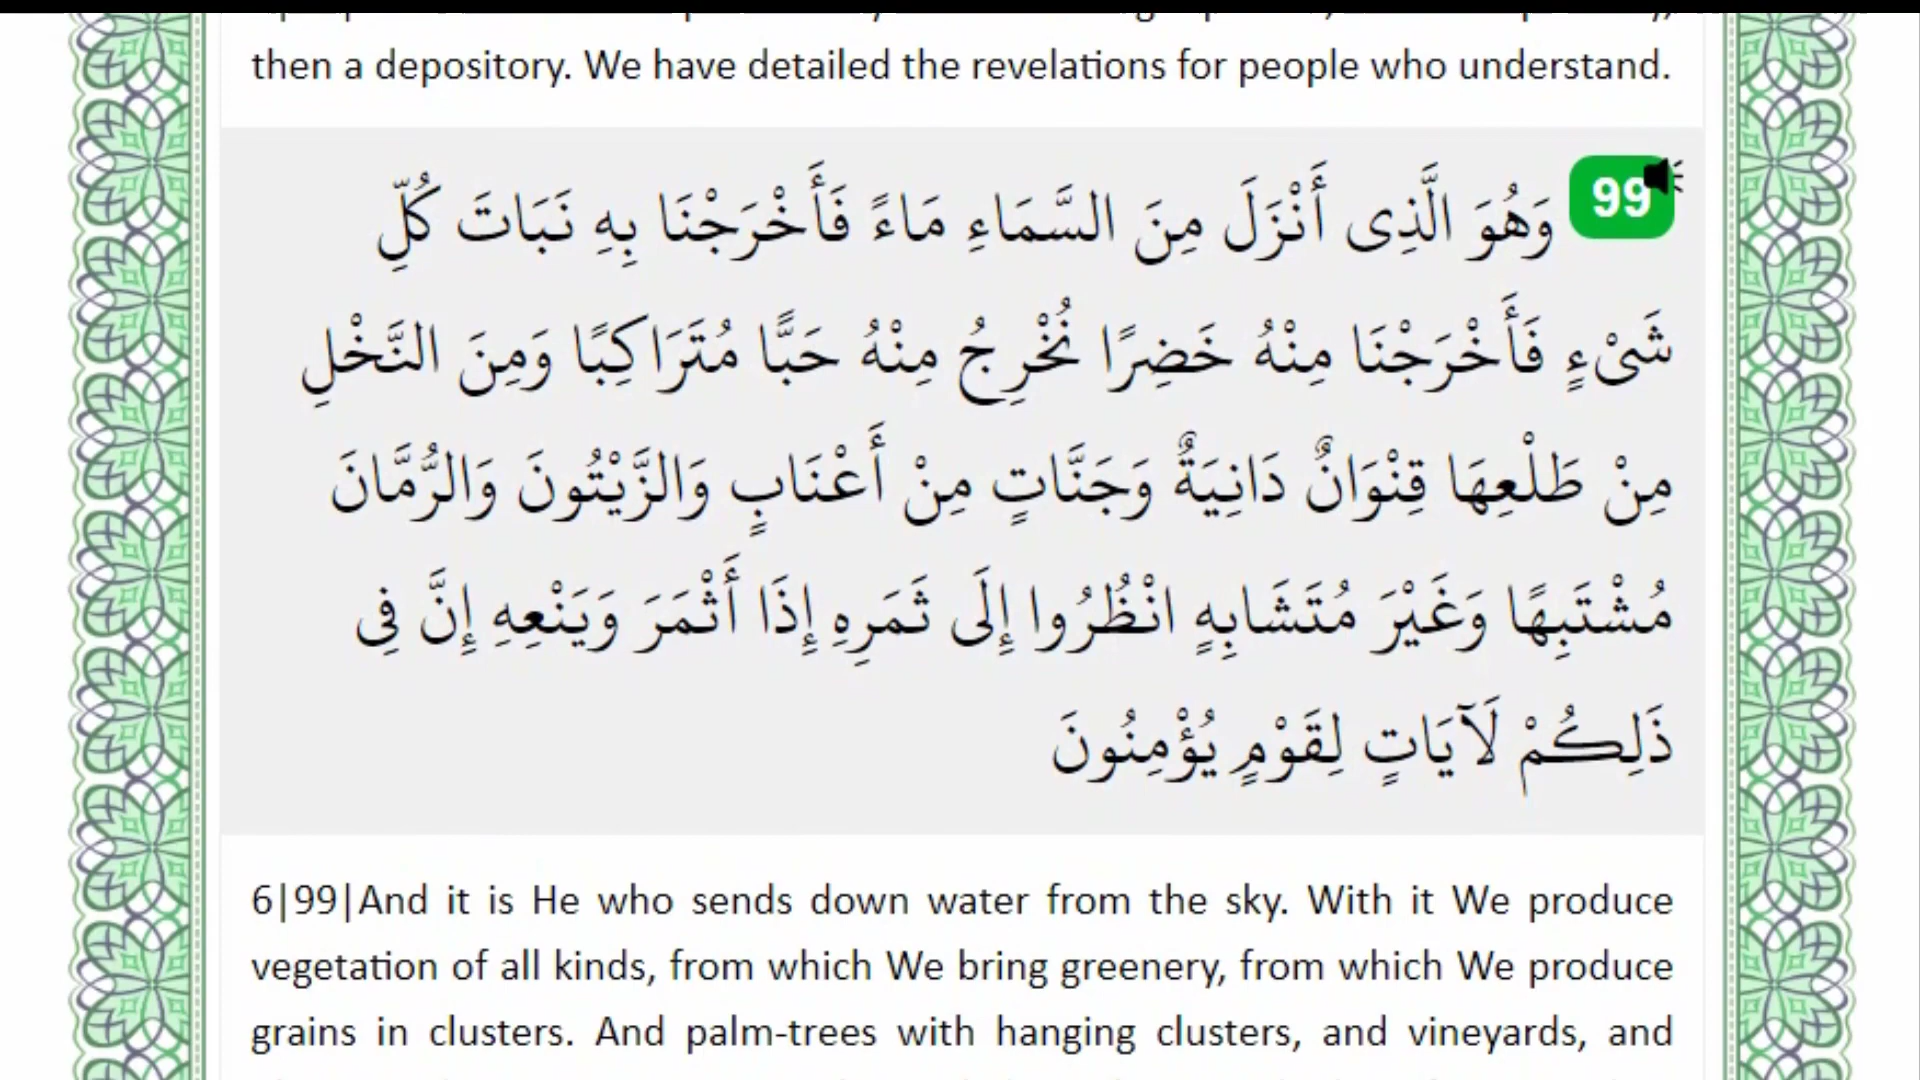 then a depository. We have detailed the revelations for people who understand.
99 وَهُوَ الَّذِى أَنْزَلَ مِنَ السَّمَاءِ مَاءً فَأَخْرَجْنَا بِهِ نَبَاتَ كُلِّ
شَىْءٍ فَأَخْرَجْنَا مِنْهُ خَضِرًا نُخْرِجُ مِنْهُ حَبًّا مُتَرَاكِبًا وَمِنَ النَّخْلِ
مِنْ طَلْعِهَا قِنْوَانٌ دَانِيَةٌ وَجَنَّاتٍ مِنْ أَعْنَابٍ وَالزَّيْتُونَ وَالرُّمَّانَ
مُشْتَبِهًا وَغَيْرَ مُتَشَابِهٍ انْظُرُوا إِلَى ثَمَرِهِ إِذَا أَثْمَرَ وَيَنْعِهِ إِنَّ فِى
ذَلِكُمْ لَآيَاتٍ لِقَوْمٍ يُؤْمِنُونَ
6|99|And it is He who sends down water from the sky. With it We produce
vegetation of all kinds, from which We bring greenery, from which We produce
grains in clusters. And palm-trees with hanging clusters, and vineyards, and